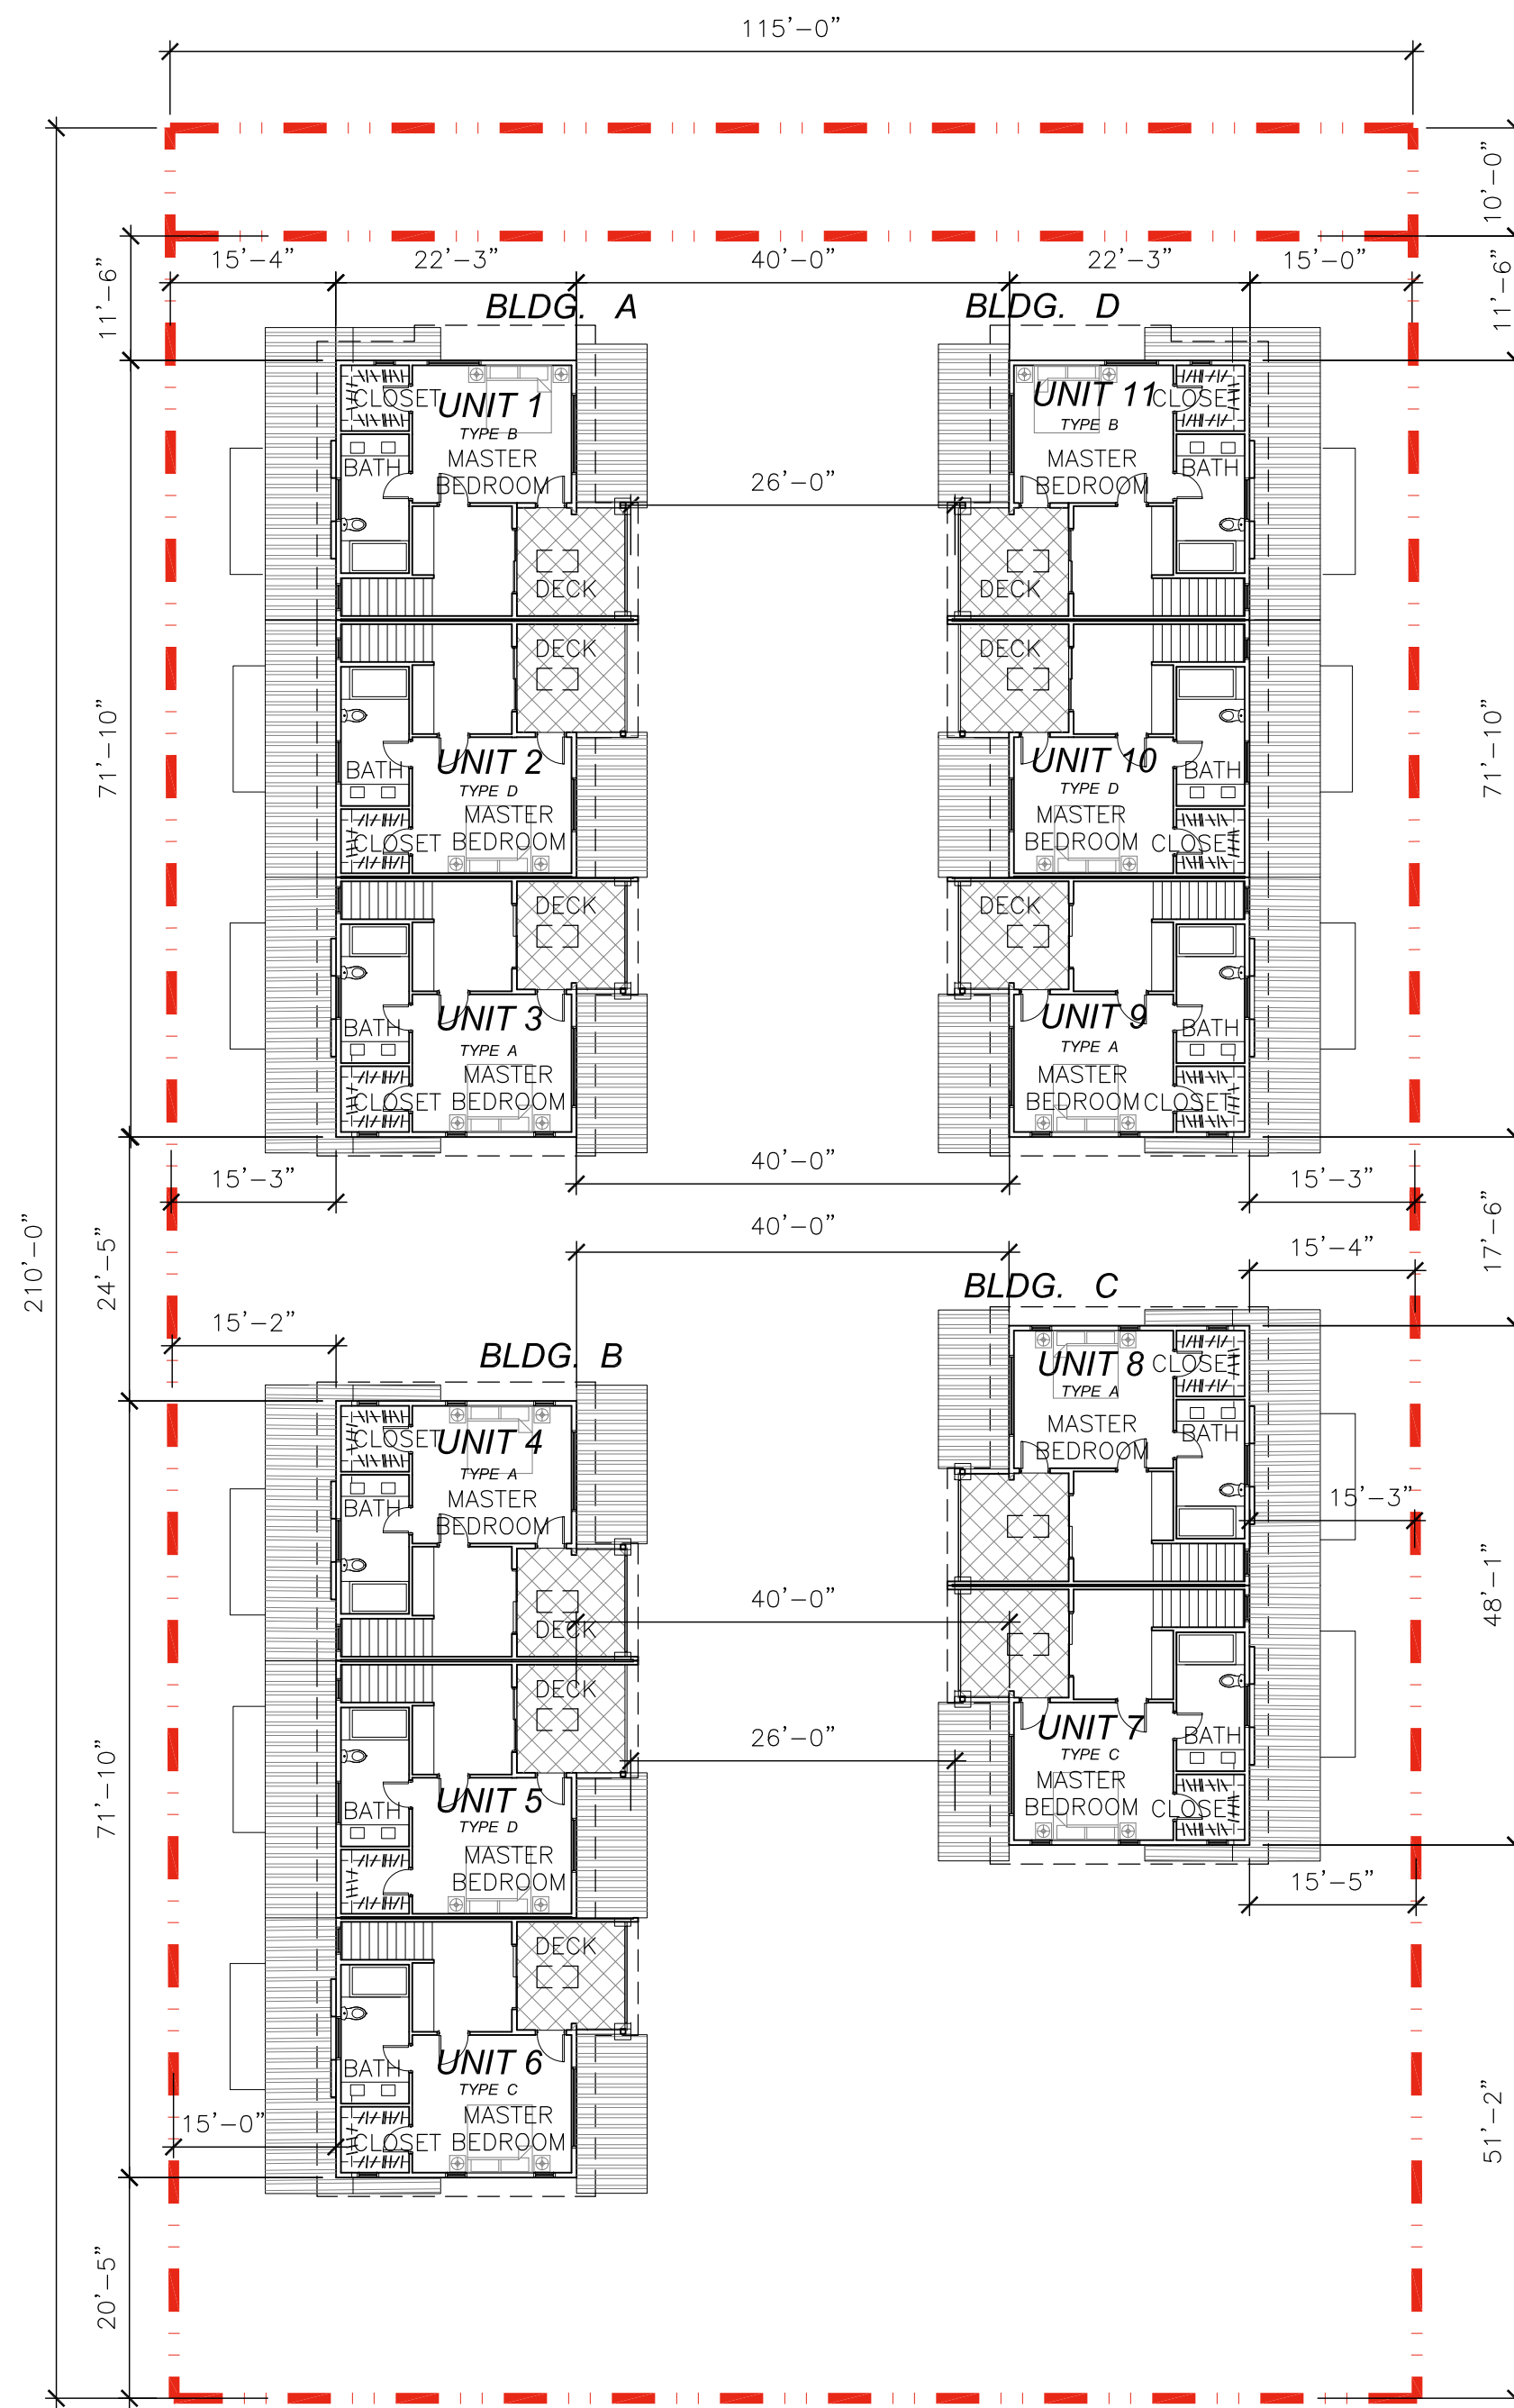 115'-0"
10'-0"
15'-4"
22'-3"
40'-0"
22'-3"
15'-0"
11'-6"
11'-6"
BLDG. A
BLDG. D
CLOSET
UNIT 1
TYPE B
MASTER
BEDROOM
BATH
DECK
UNIT 11
CLOSET
TYPE B
MASTER
BEDROOM
BATH
DECK
26'-0"
71'-10"
71'-10"
DECK
BATH
UNIT 2
TYPE D
MASTER
CLOSET
BEDROOM
DECK
UNIT 10
BATH
TYPE D
MASTER
BEDROOM
CLOSET
DECK
UNIT 3
BATH
TYPE A
MASTER
CLOSET
BEDROOM
DECK
UNIT 9
BATH
TYPE A
MASTER
BEDROOM
CLOSET
15'-3"
40'-0"
15'-3"
210'-0"
24'-5"
17'-6"
40'-0"
15'-4"
15'-2"
BLDG. C
BLDG. B
UNIT 8
CLOSET
TYPE A
MASTER
BEDROOM
BATH
15'-3"
CLOSET
UNIT 4
TYPE A
MASTER
BATH
BEDROOM
DECK
40'-0"
48'-1"
DECK
UNIT 7
BATH
TYPE C
MASTER
BEDROOM
CLOSET
26'-0"
71'-10"
UNIT 5
BATH
TYPE D
MASTER
BEDROOM
15'-5"
DECK
UNIT 6
BATH
TYPE C
MASTER
CLOSET
BEDROOM
15'-0"
51'-2"
20'-5"